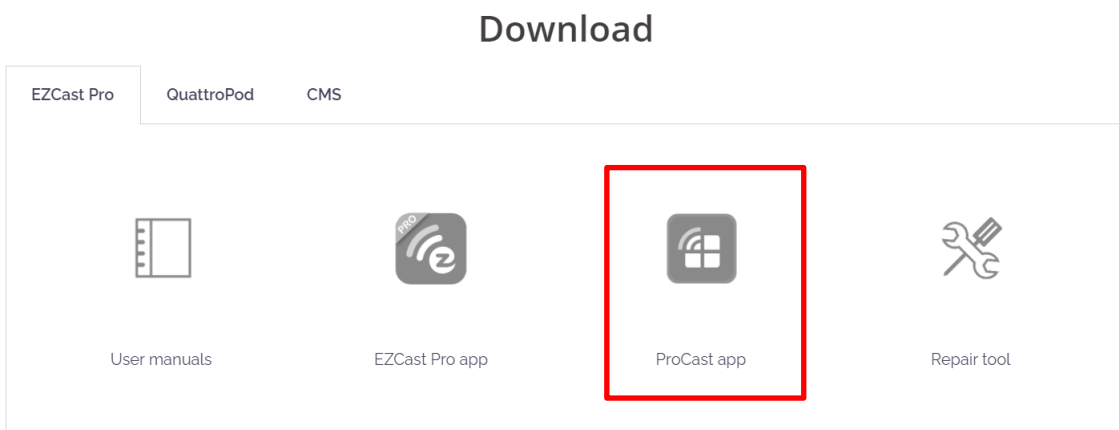 Download
EZCast Pro
QuattroPod
CMS
PRO
User manuals
EZCast Pro app
ProCast app
Repair tool